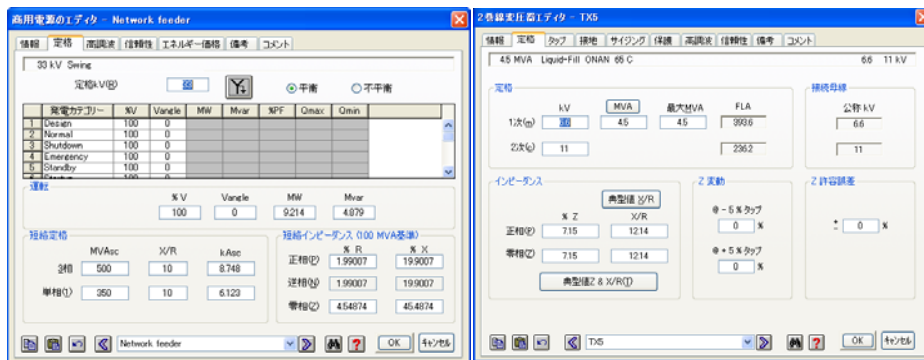 商用電源のエディタ - Network feeder
情報 定格 高調波 信頼性 エネルギー価格 備考 コメント
33 kV Swing
定格kV(R) 33 平衡 不平衡
発電カテゴリー %V Vangle MW Mvar %PF Qmax Qmin
1 Design 100 0
2 Normal 100 0
3 Shutdown 100 0
4 Emergency 100 0
5 Standby 100 0
運転
% V Vangle MW Mvar
100 0 9.214 4.879
短絡定格
MVAsc X/R kAsc
3相 500 10 8.748
単相(1) 350 10 6.123
短絡インピーダンス (100 MVA基準)
% R % X
正相(P) 1.99007 19.9007
逆相(N) 1.99007 19.9007
零相(Z) 4.54874 45.4874
Network feeder OK キャンセル
2巻線変圧器エディタ - TX5
情報 定格 タップ 接地 サイジング 保護 高調波 信頼性 備考 コメント
4.5 MVA Liquid-Fill ONAN 65 C 6.6 11 kV
定格
kV MVA 最大MVA FLA
1次(m) 6.6 4.5 4.5 393.6
2次(e) 11 236.2
接続母線
公称 kV
6.6
11
インピーダンス
典型値 X/R
% Z X/R
正相(P) 7.15 12.14
零相(Z) 7.15 12.14
典型値Z & X/R(T)
Z 変動
@ - 5 % タップ
0 %
@ + 5 % タップ
0 %
Z 許容誤差
± 0 %
TX5 OK キャンセル